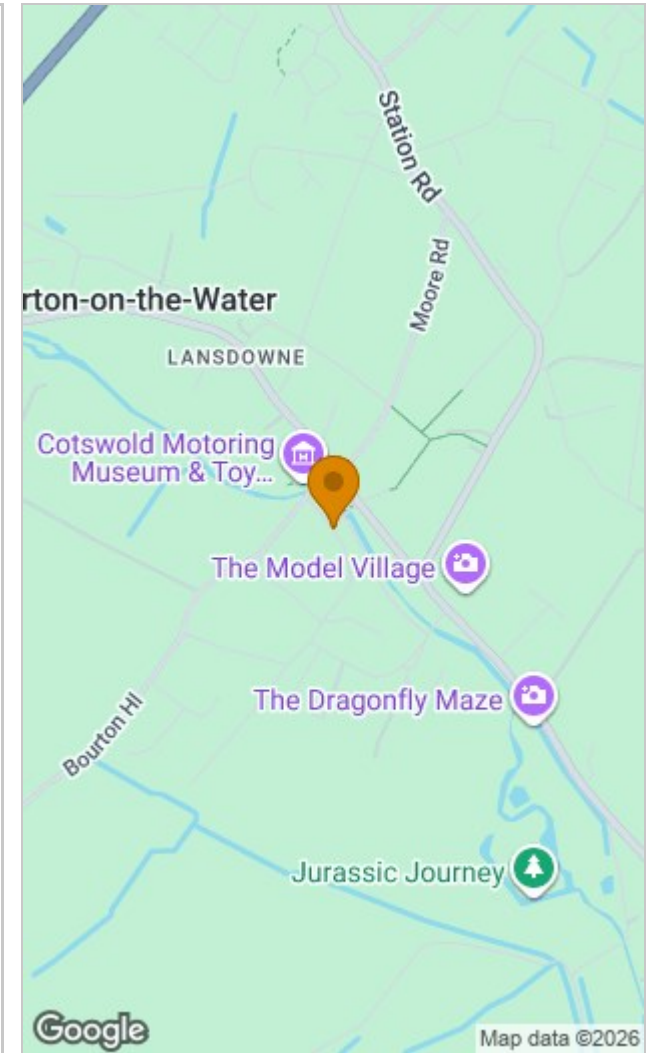 Station Rd
Moore Rd
rton-on-the-Water
LANSDOWNE
Cotswold Motoring
Museum & Toy...
The Model Village
The Dragonfly Maze
Bourton Hl
Jurassic Journey
Google
Map data ©2026